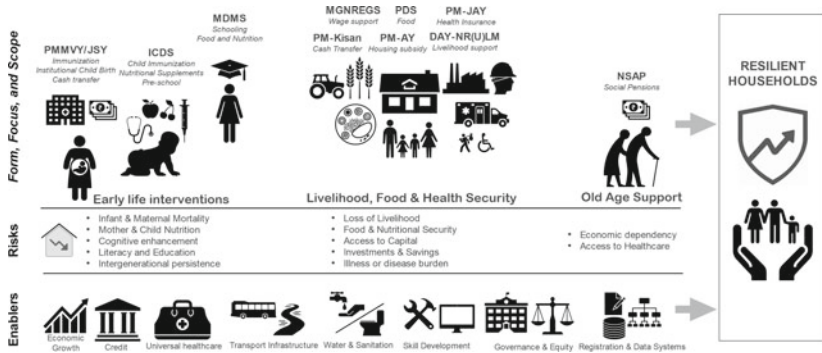 Form, Focus, and Scope
PMMVY/JSY
Immunization
Institutional Child Birth
Cash transfer
ICDS
Child Immunization
Nutritional Supplements
Pre-school
MDMS
Schooling
Food and Nutrition
MGNREGS
Wage support
PDS
Food
PM-JAY
Health Insurance
PM-Kisan
Cash Transfer
PM-AY
Housing subsidy
DAY-NR(U)LM
Livelihood support
NSAP
Social Pensions
RESILIENT
HOUSEHOLDS
Early life interventions
Livelihood, Food & Health Security
Old Age Support
Risks
• Infant & Maternal Mortality
• Mother & Child Nutrition
• Cognitive enhancement
• Literacy and Education
• Intergenerational persistence
• Loss of Livelihood
• Food & Nutritional Security
• Access to Capital
• Investments & Savings
• Illness or disease burden
• Economic dependency
• Access to Healthcare
Enablers
Economic
Growth
Credit
Universal healthcare
Transport Infrastructure
Water & Sanitation
Skill Development
Governance & Equity
Registration & Data Systems